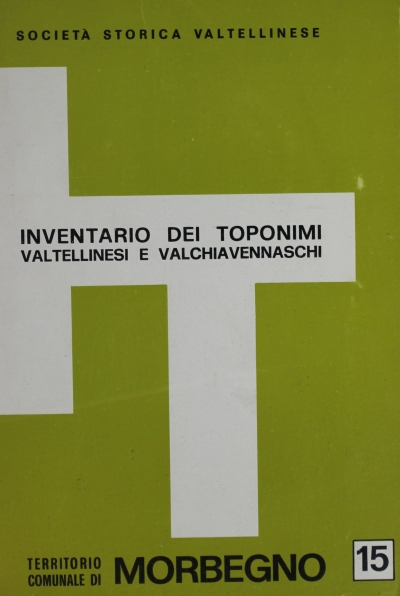 SOCIETÀ STORICA VALTELLINESE
INVENTARIO DEI TOPONIMI
VALTELLINESI E VALCHIAVENNASCHI
TERRITORIO
COMUNALE DI MORBEGNO 15